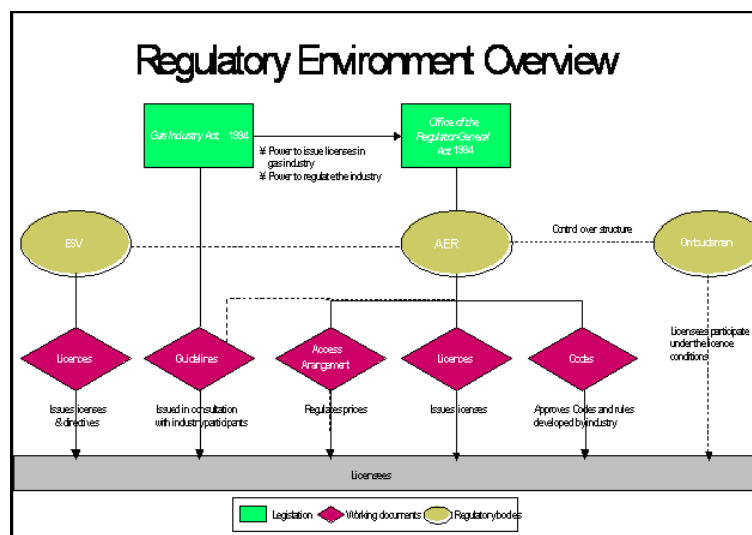 Regulatory Environment Overview
Gas Industry Act 1994
Office of the
Regulator-General
Act 1994
¥ Power to issue licenses in
gas industry
¥ Power to regulate the industry
ESV
AER
Control over structure
Ombudsman
Licences
Guidelines
Access
Arangement
Licences
Codes
Licensees participate
under the licence
conditions
Issues licenses
& directives
Issued in consultation
with industry participants
Regulates prices
Issues licenses
Approves Codes and rules
developed by industry
Licensees
Legislation
Working documents
Regulatory bodies